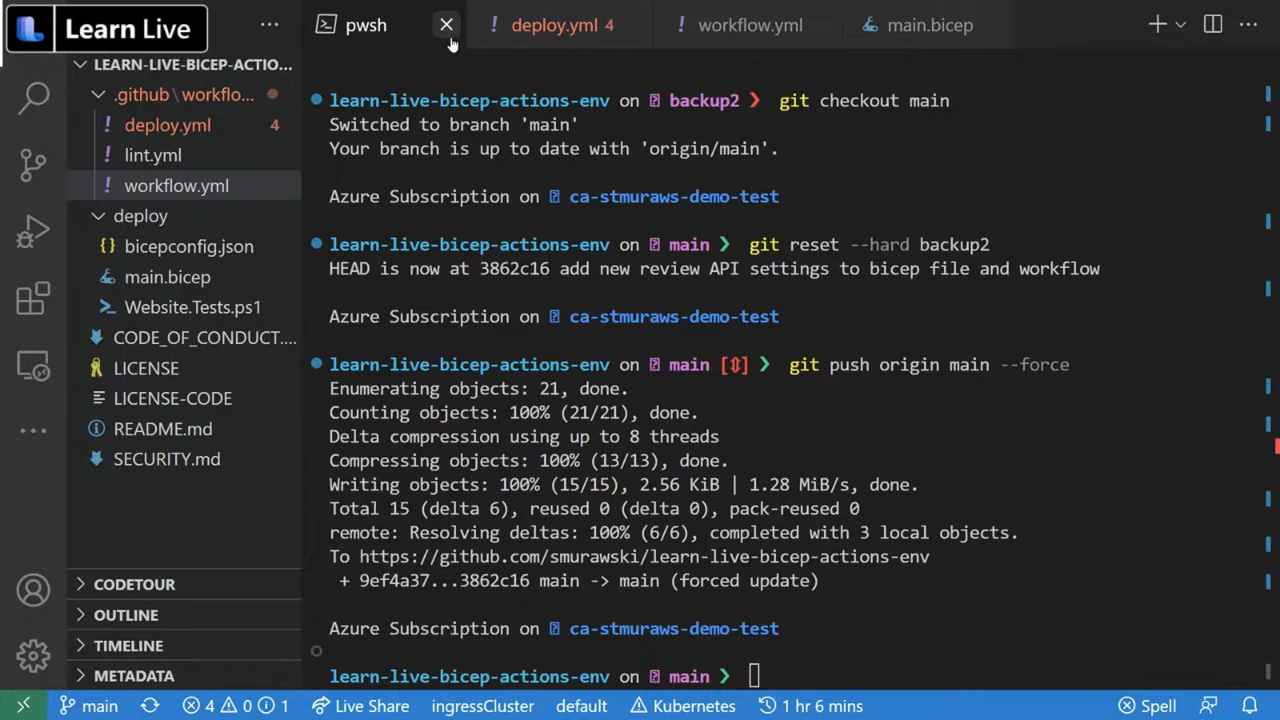 Learn Live
pwsh
deploy.yml 4
workflow.yml
main.bicep
LEARN-LIVE-BICEP-ACTIO...
.github\workflo...
deploy.yml 4
lint.yml
workflow.yml
deploy
bicepconfig.json
main.bicep
Website.Tests.ps1
CODE_OF_CONDUCT....
LICENSE
LICENSE-CODE
README.md
SECURITY.md
CODETOUR
OUTLINE
TIMELINE
METADATA
learn-live-bicep-actions-env on backup2 ❯ git checkout main
Switched to branch 'main'
Your branch is up to date with 'origin/main'.
Azure Subscription on ca-stmuraws-demo-test
learn-live-bicep-actions-env on main ❯ git reset --hard backup2
HEAD is now at 3862c16 add new review API settings to bicep file and workflow
Azure Subscription on ca-stmuraws-demo-test
learn-live-bicep-actions-env on main [⇕] ❯ git push origin main --force
Enumerating objects: 21, done.
Counting objects: 100% (21/21), done.
Delta compression using up to 8 threads
Compressing objects: 100% (13/13), done.
Writing objects: 100% (15/15), 2.56 KiB | 1.28 MiB/s, done.
Total 15 (delta 6), reused 0 (delta 0), pack-reused 0
remote: Resolving deltas: 100% (6/6), completed with 3 local objects.
To https://github.com/smurawski/learn-live-bicep-actions-env
+ 9ef4a37...3862c16 main -> main (forced update)
Azure Subscription on ca-stmuraws-demo-test
learn-live-bicep-actions-env on main ❯
main 4 0 1 Live Share ingressCluster default Kubernetes 1 hr 6 mins Spell